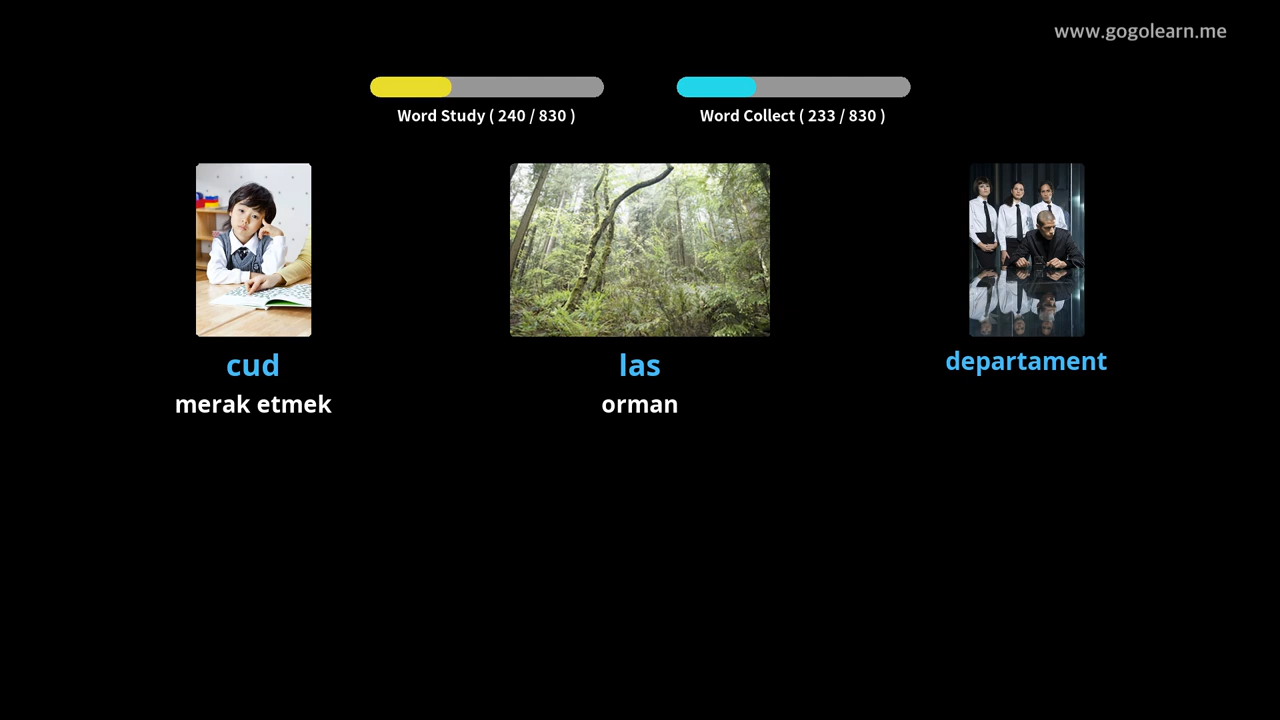 www.gogolearn.me
Word Study ( 240 / 830 )
Word Collect ( 233 / 830 )
cud
merak etmek
las
orman
departament